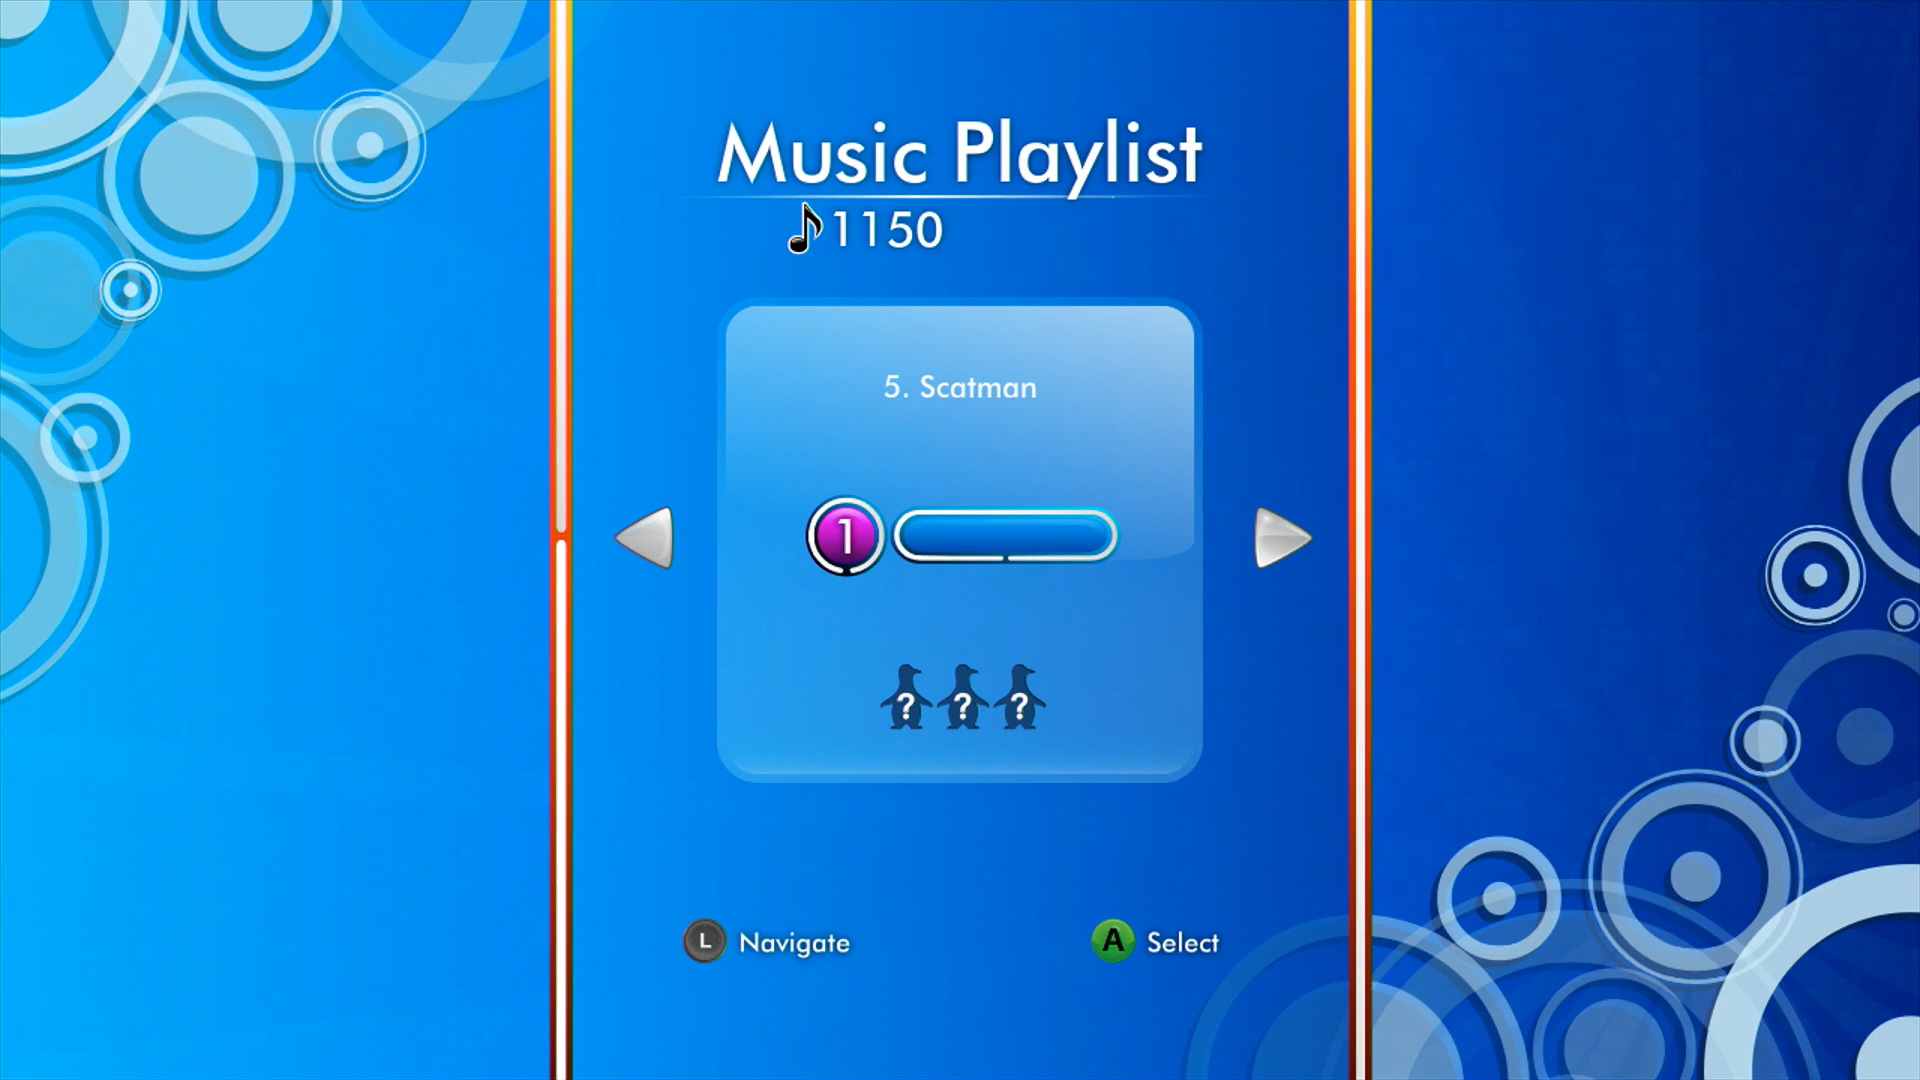 Music Playlist
1150
5. Scatman
1
? ? ?
L Navigate
A Select